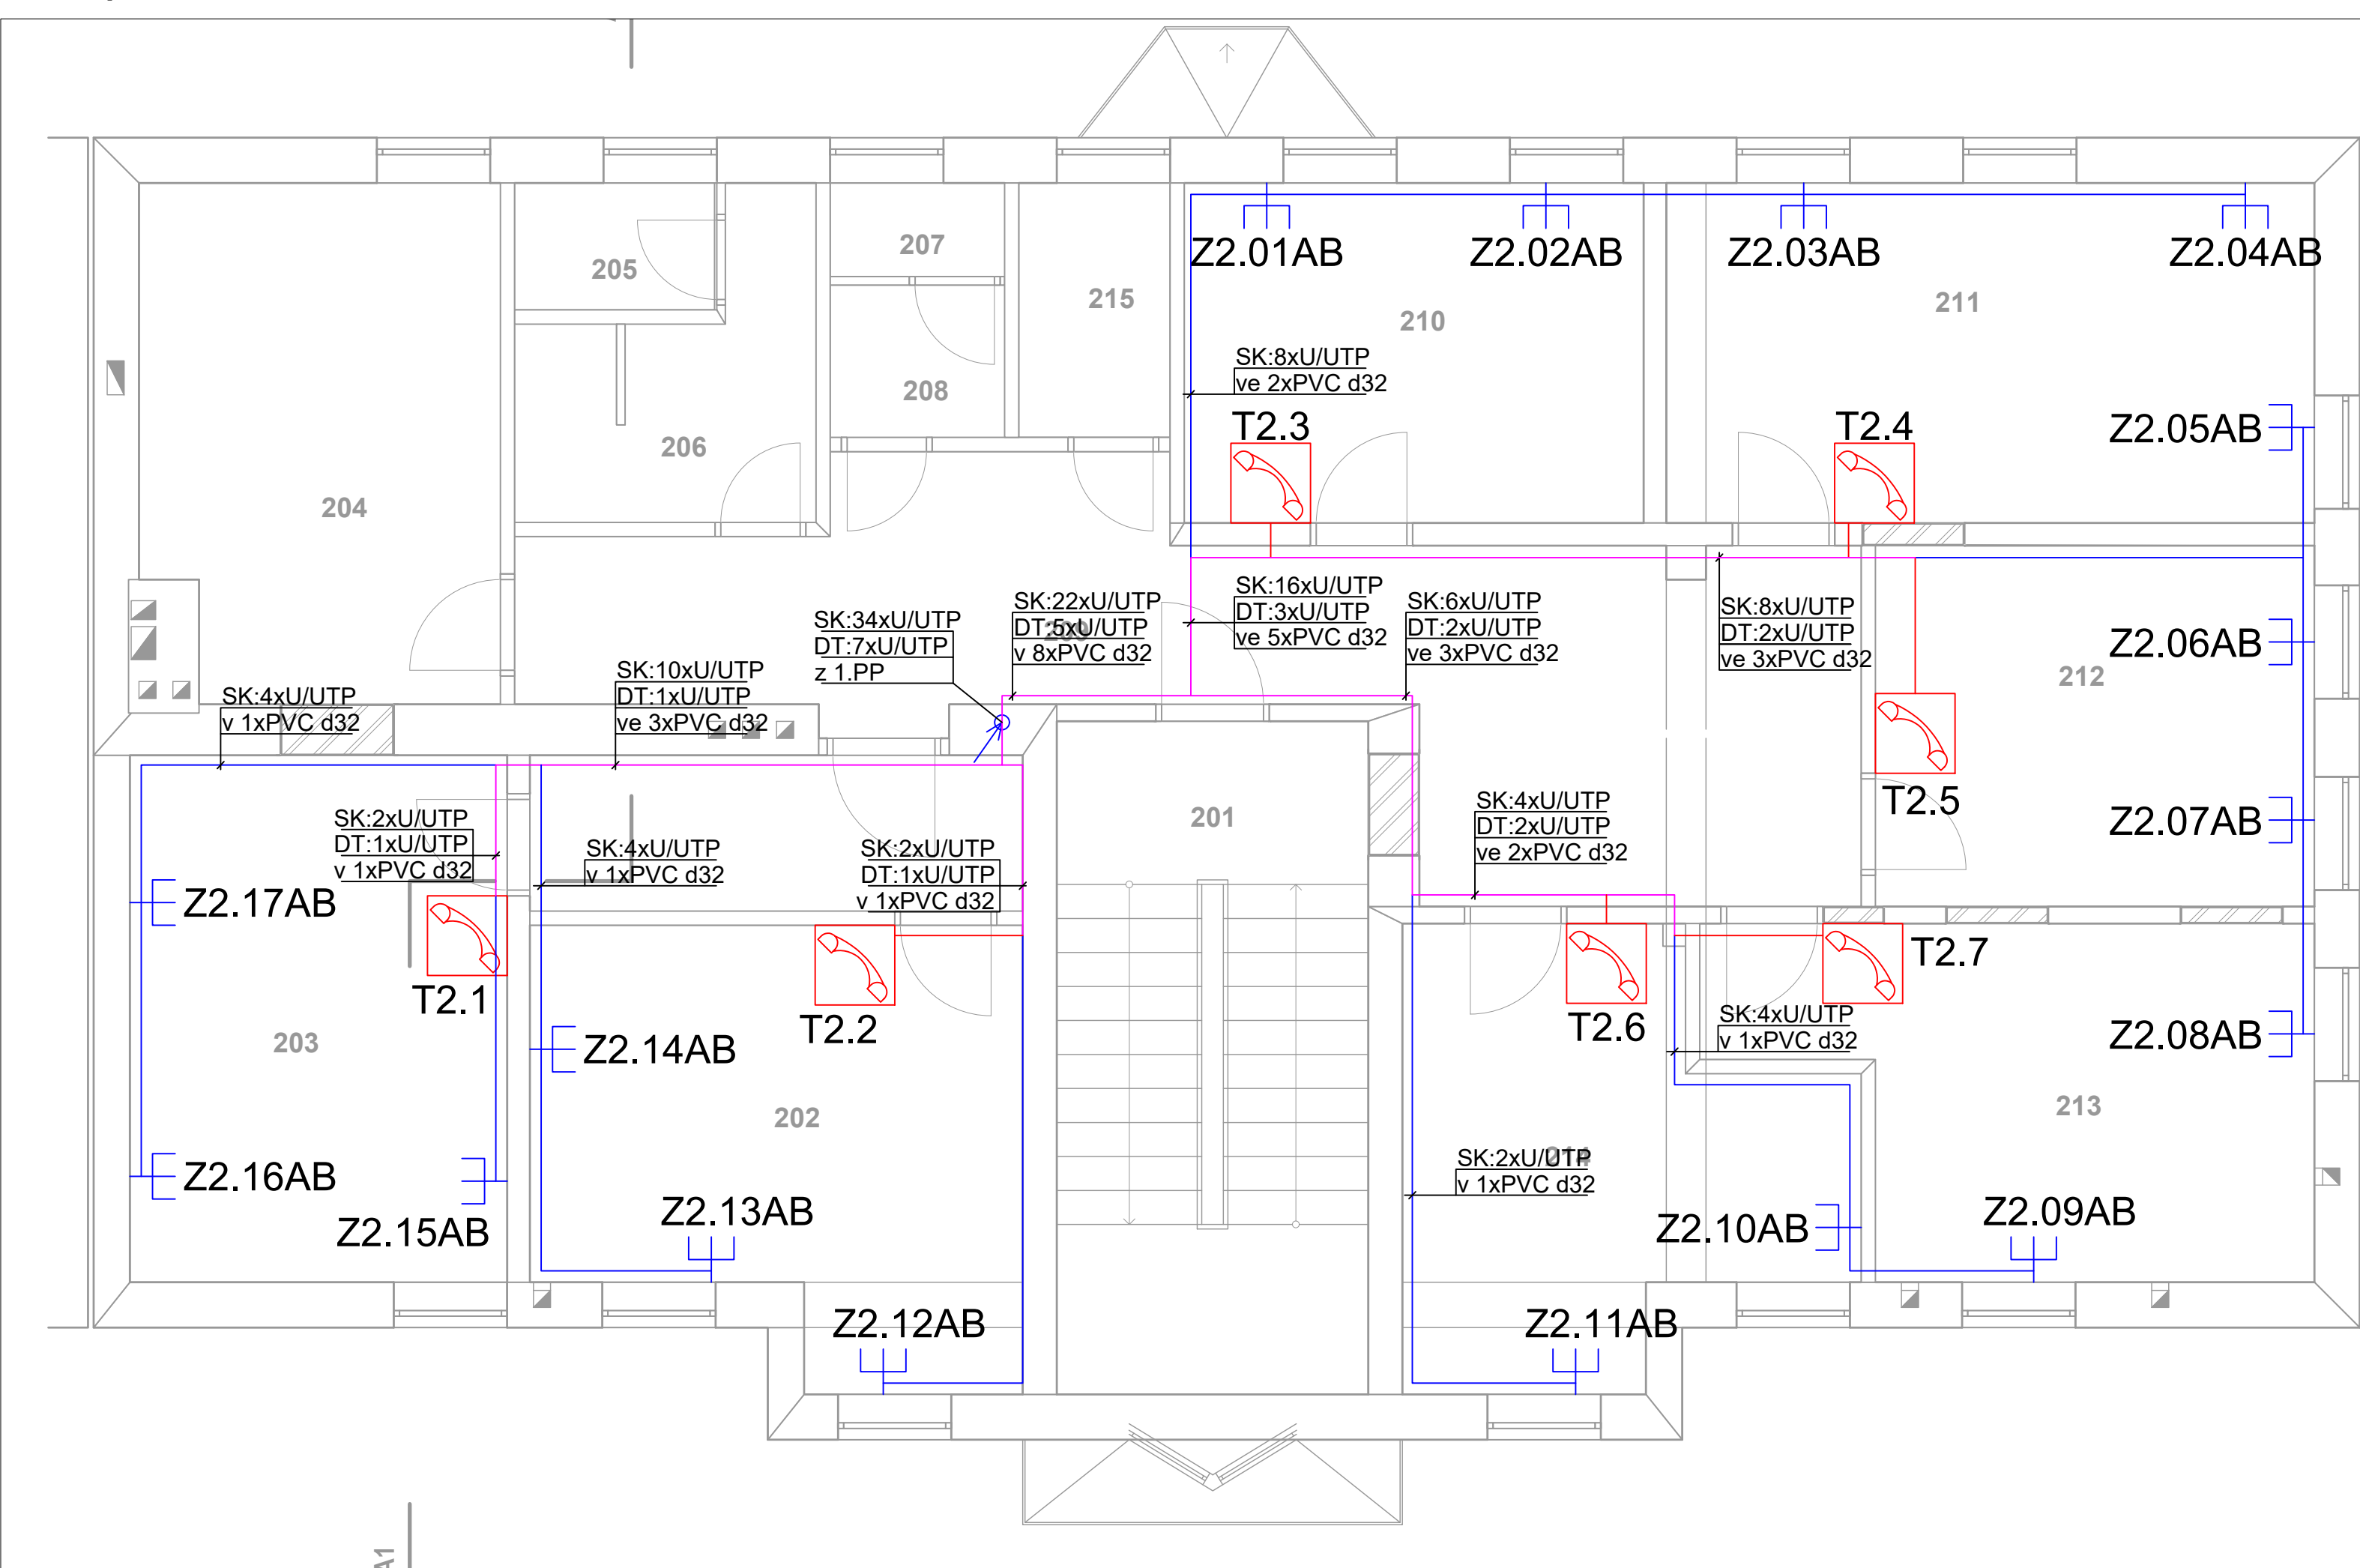 Z2.01AB
Z2.02AB
Z2.03AB
Z2.04AB
207
205
215
210
211
SK:8xU/UTP
ve 2xPVC d32
208
206
T2.3
T2.4
Z2.05AB
204
SK:34xU/UTP
DT:7xU/UTP
z 1.PP
SK:22xU/UTP
DT:5xU/UTP
v 8xPVC d32
209
SK:16xU/UTP
DT:3xU/UTP
ve 5xPVC d32
SK:6xU/UTP
DT:2xU/UTP
ve 3xPVC d32
SK:8xU/UTP
DT:2xU/UTP
ve 3xPVC d32
Z2.06AB
212
SK:4xU/UTP
v 1xPVC d32
SK:10xU/UTP
DT:1xU/UTP
ve 3xPVC d32
T2.5
Z2.07AB
201
SK:2xU/UTP
DT:1xU/UTP
v 1xPVC d32
SK:4xU/UTP
v 1xPVC d32
SK:2xU/UTP
DT:1xU/UTP
v 1xPVC d32
SK:4xU/UTP
DT:2xU/UTP
ve 2xPVC d32
Z2.17AB
T2.1
T2.2
T2.6
T2.7
203
Z2.14AB
SK:4xU/UTP
v 1xPVC d32
Z2.08AB
202
213
214
SK:2xU/UTP
v 1xPVC d32
Z2.16AB
Z2.15AB
Z2.13AB
Z2.10AB
Z2.09AB
Z2.12AB
Z2.11AB
A1